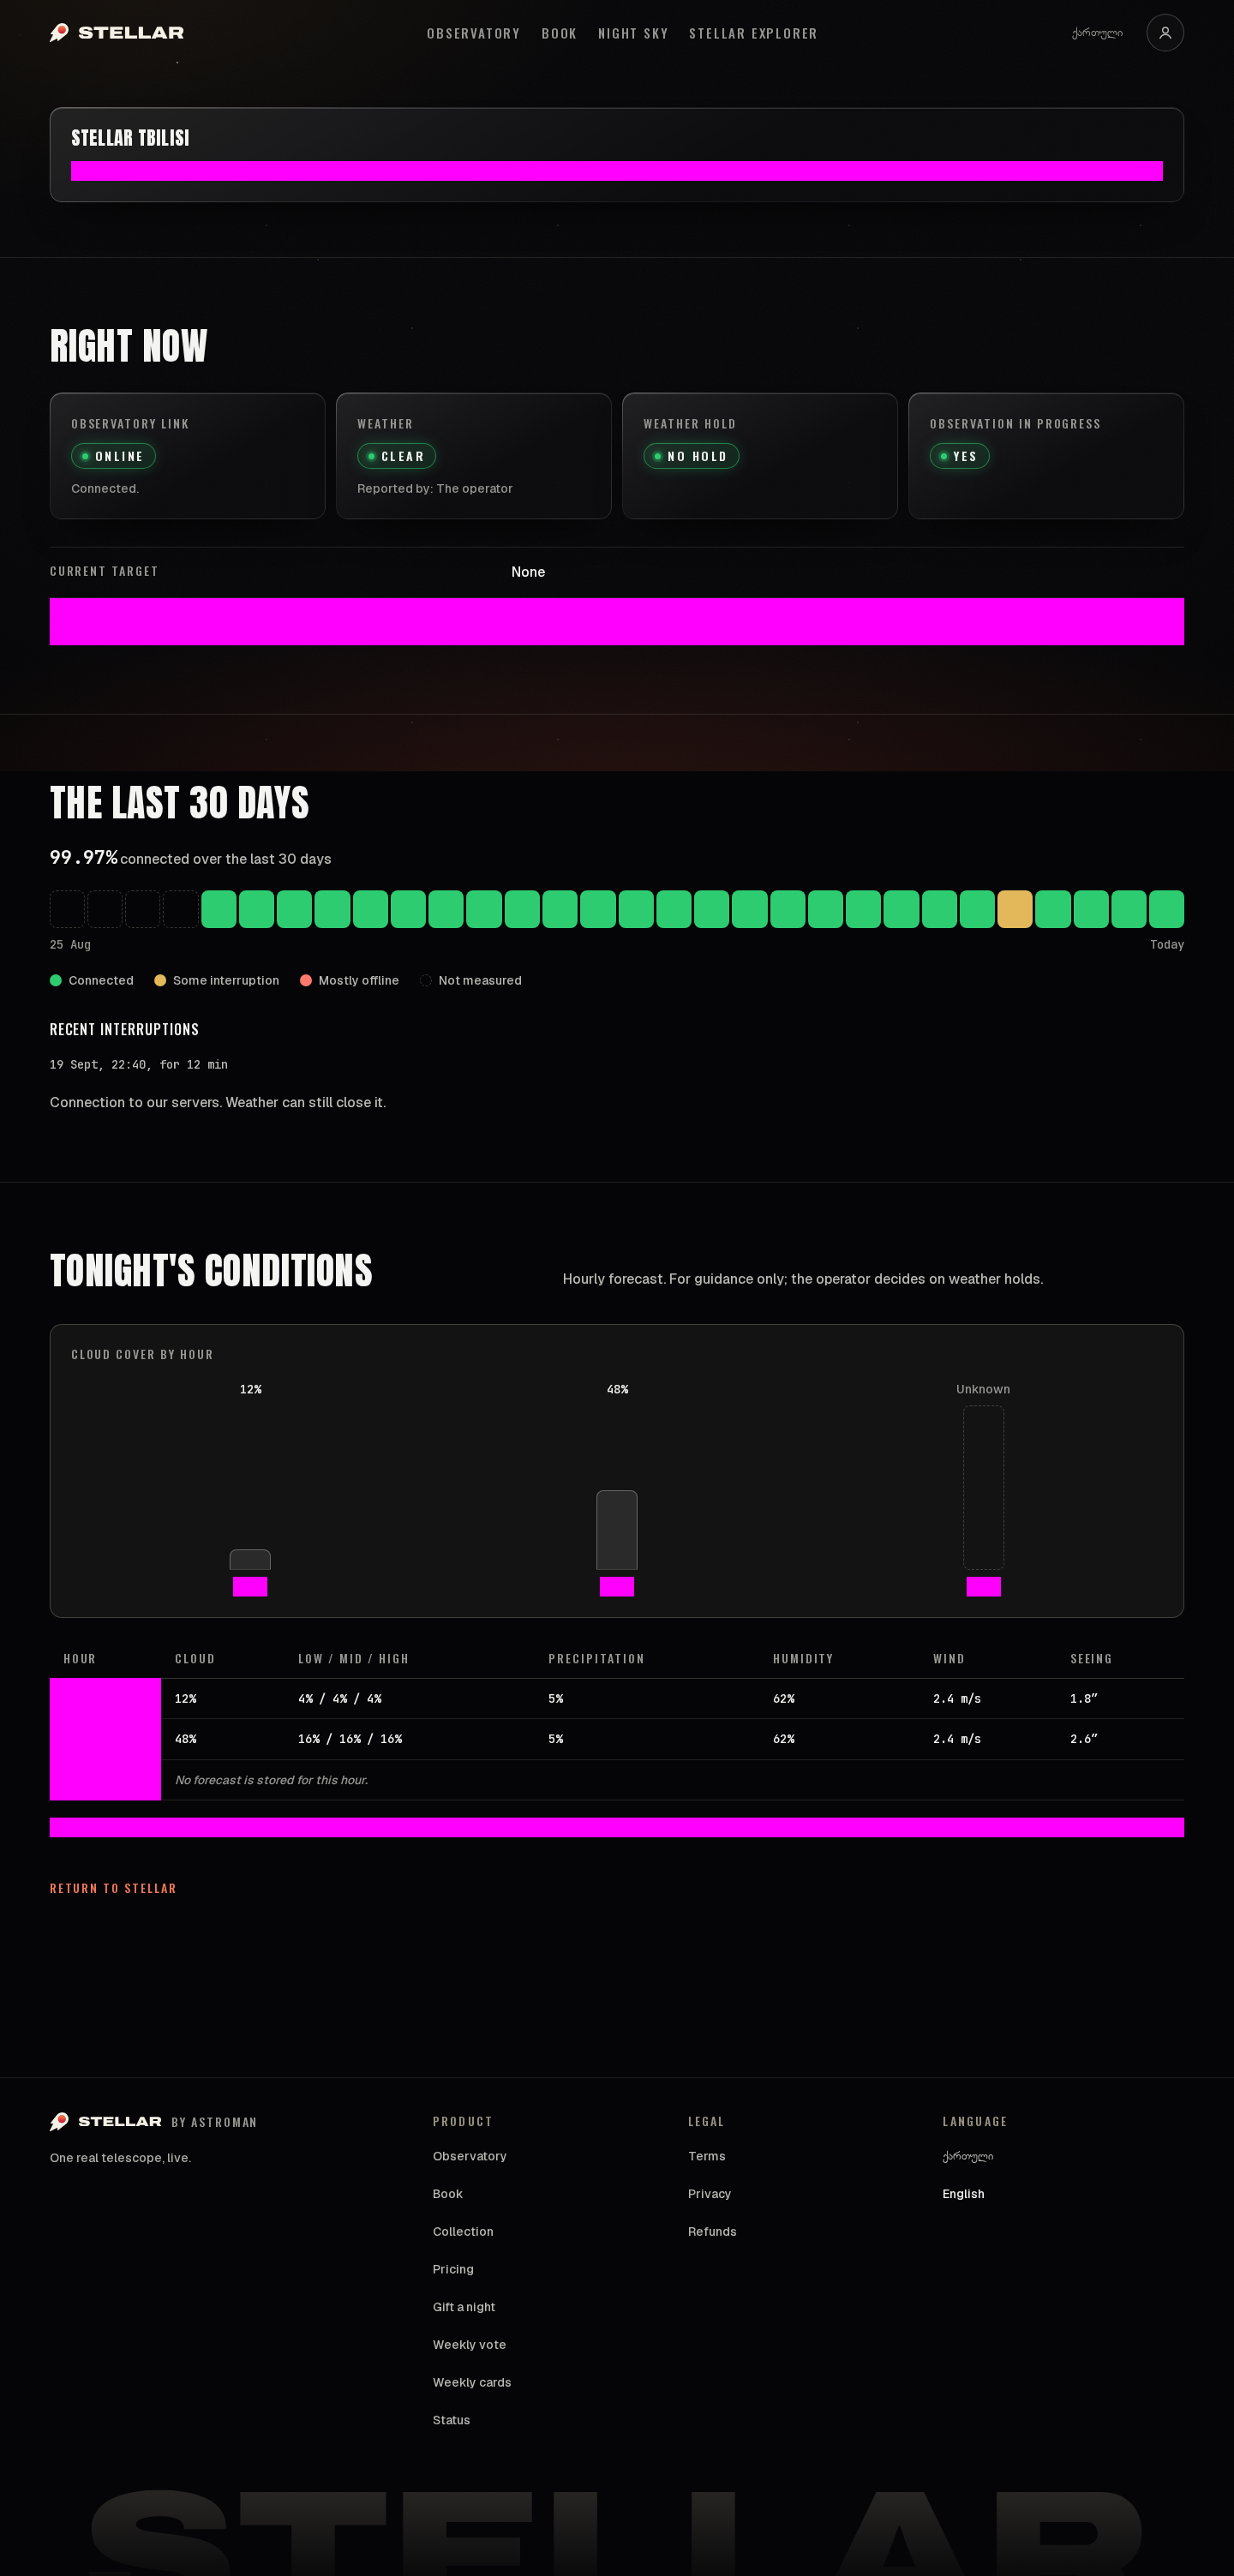 STELLAR
OBSERVATORY BOOK NIGHT SKY STELLAR EXPLORER
ქართული
STELLAR TBILISI
RIGHT NOW
OBSERVATORY LINK
ONLINE
Connected.
WEATHER
CLEAR
Reported by: The operator
WEATHER HOLD
NO HOLD
OBSERVATION IN PROGRESS
YES
CURRENT TARGET None
THE LAST 30 DAYS
99.97% connected over the last 30 days
25 Aug Today
Connected Some interruption Mostly offline Not measured
RECENT INTERRUPTIONS
19 Sept, 22:40, for 12 min
Connection to our servers. Weather can still close it.
TONIGHT'S CONDITIONS
Hourly forecast. For guidance only; the operator decides on weather holds.
CLOUD COVER BY HOUR
12% 48% Unknown
HOUR CLOUD LOW / MID / HIGH PRECIPITATION HUMIDITY WIND SEEING
12% 4% / 4% / 4% 5% 62% 2.4 m/s 1.8″
48% 16% / 16% / 16% 5% 62% 2.4 m/s 2.6″
No forecast is stored for this hour.
RETURN TO STELLAR
STELLAR BY ASTROMAN
One real telescope, live.
PRODUCT
Observatory
Book
Collection
Pricing
Gift a night
Weekly vote
Weekly cards
Status
LEGAL
Terms
Privacy
Refunds
LANGUAGE
ქართული
English
STELLAR